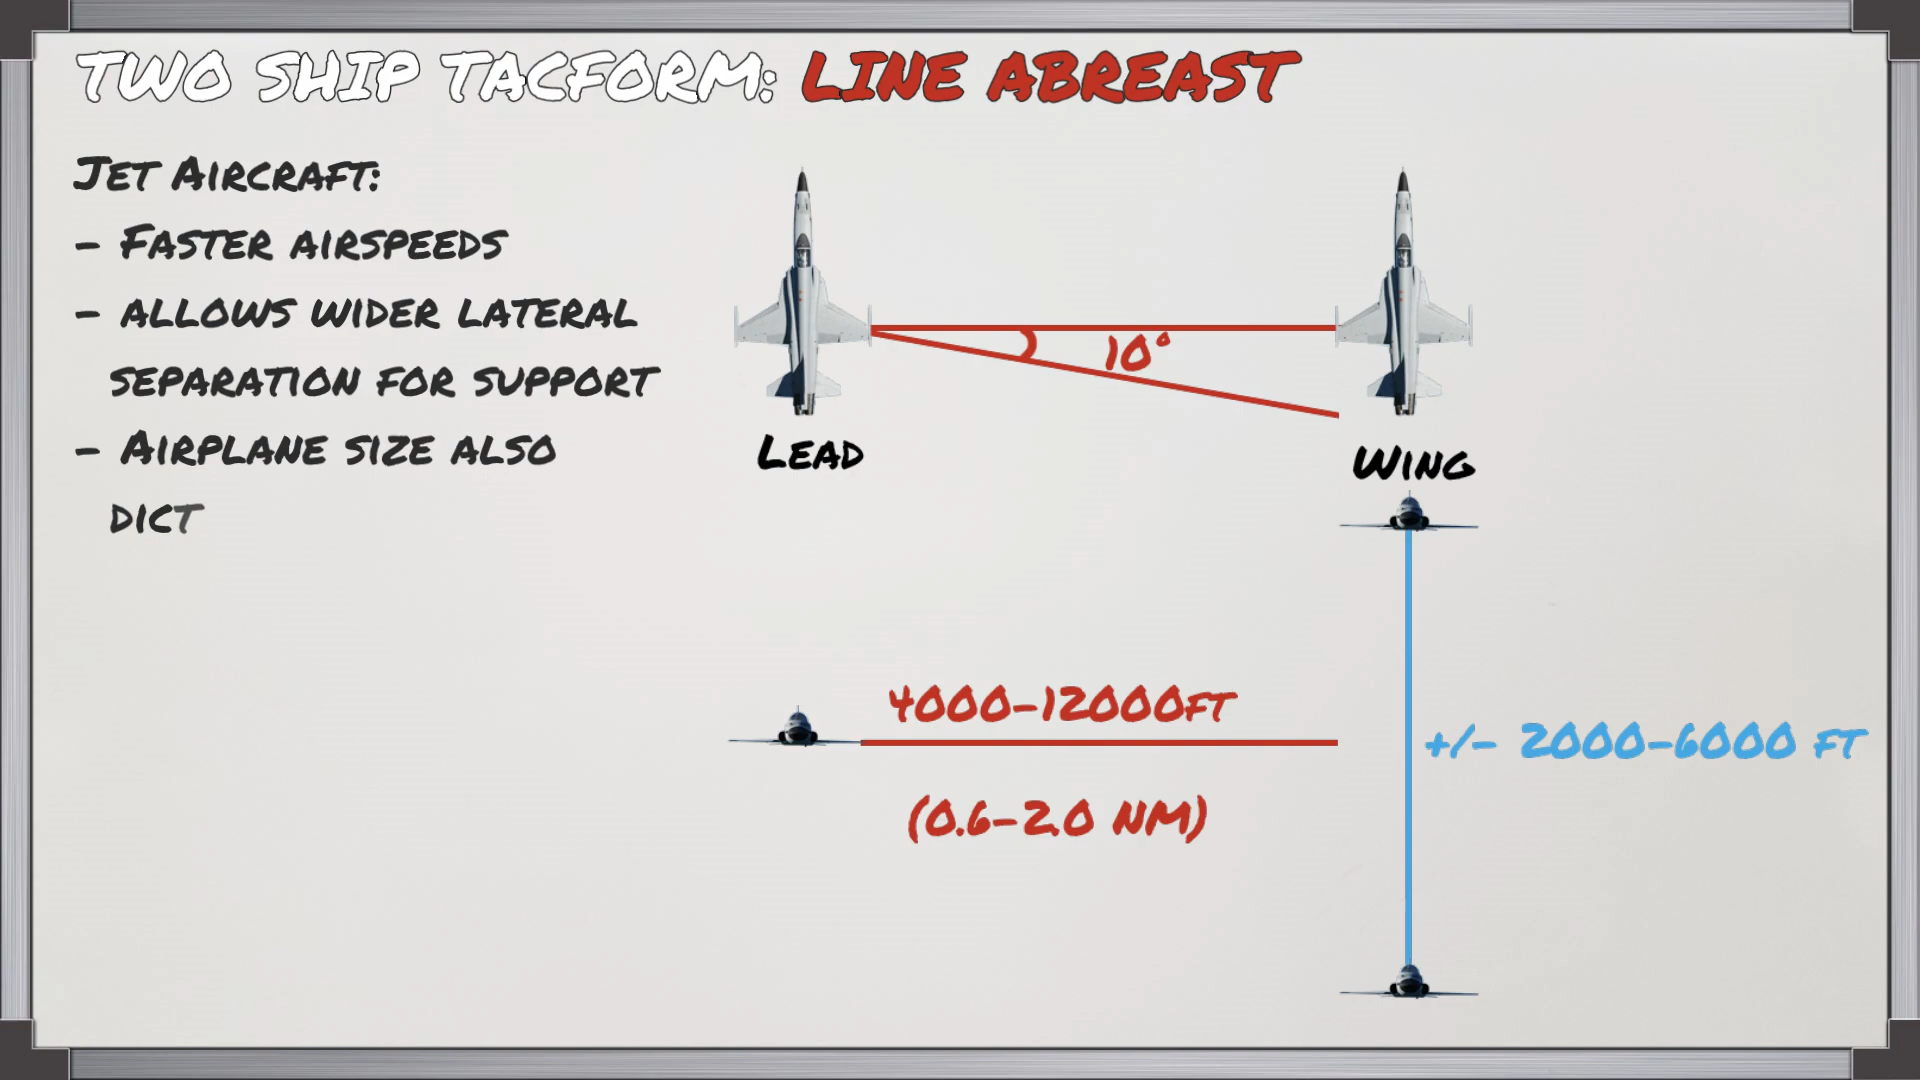 TWO SHIP TACFORM: LINE ABREAST
JET AIRCRAFT:
- FASTER AIRSPEEDS
- ALLOWS WIDER LATERAL
SEPARATION FOR SUPPORT
- AIRPLANE SIZE ALSO
DICT
10°
LEAD
WING
4000-12000FT
(0.6-2.0 NM)
+/- 2000-6000 FT